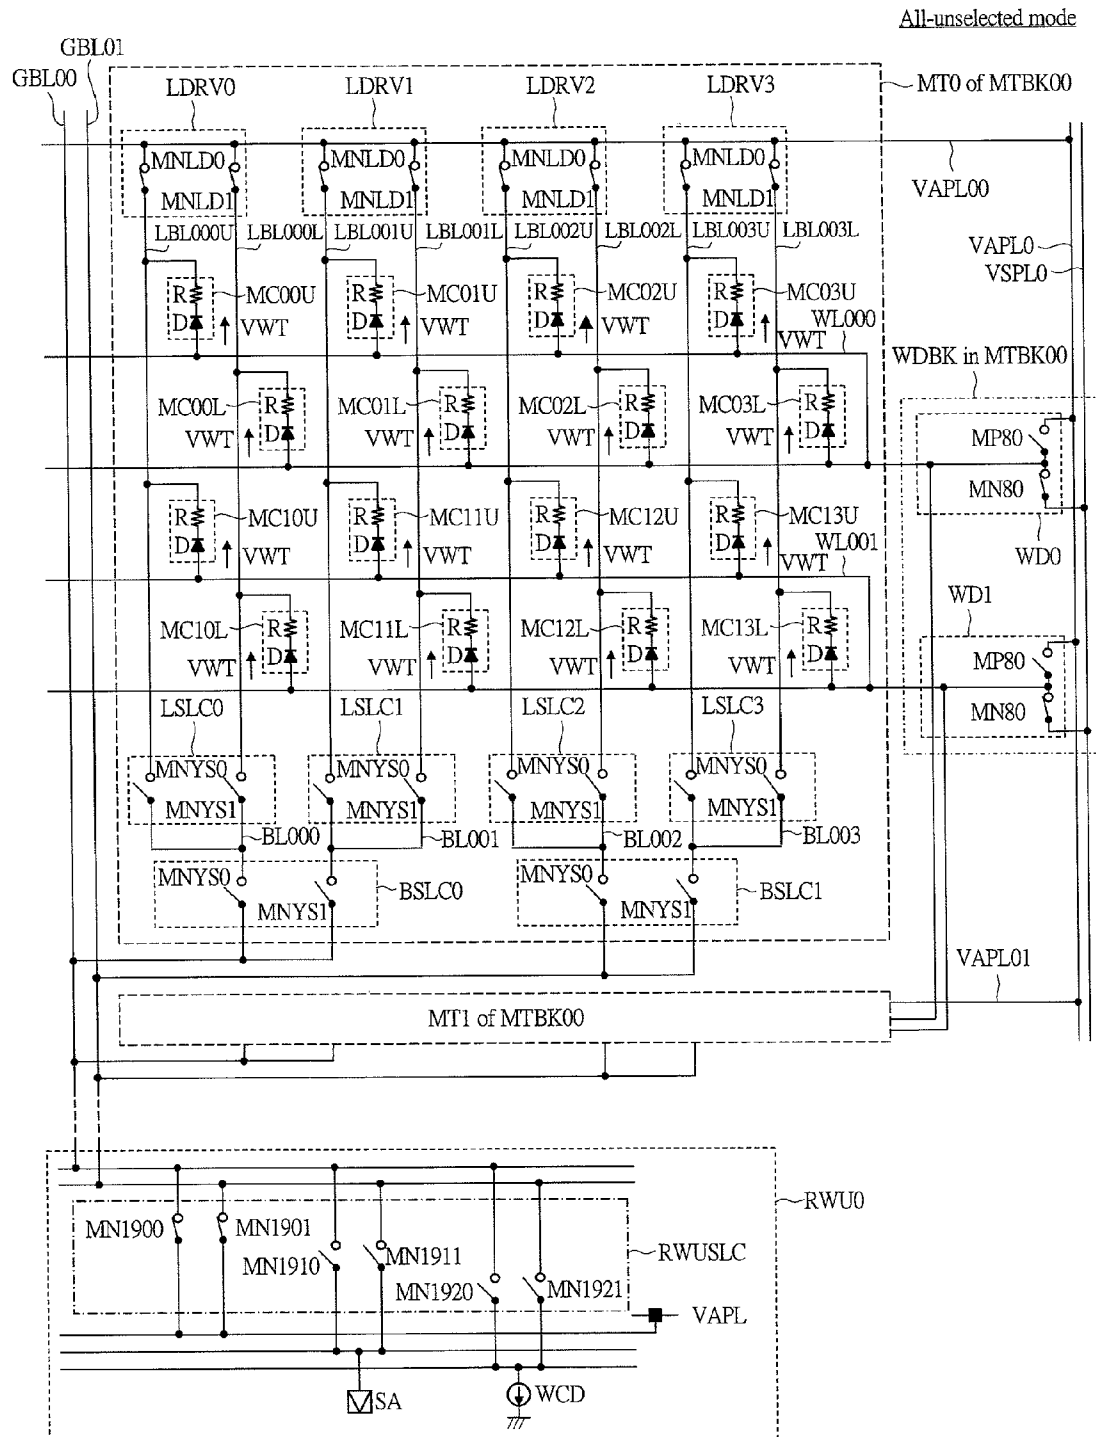 All-unselected mode
GBL01
GBL00
LDRV0 LDRV1 LDRV2 LDRV3
MT0 of MTBK00
MNLD0 MNLD0 MNLD0 MNLD0
MNLD1 MNLD1 MNLD1 MNLD1
VAPL00
LBL000U LBL000L LBL001U LBL001L LBL002U LBL002L LBL003U LBL003L
VAPL0
VSPL0
R MC00U R MC01U R MC02U R MC03U
D VWT D VWT D VWT D VWT
WL000
WDBK in MTBK00
MC00L R MC01L R MC02L R MC03L R
VWT D VWT D VWT D VWT D
MP80
MN80
WD0
R MC10U R MC11U R MC12U R MC13U
D VWT D VWT D VWT D VWT
WL001
WD1
MC10L R MC11L R MC12L R MC13L R
VWT D VWT D VWT D VWT D
MP80
MN80
LSLC0 LSLC1 LSLC2 LSLC3
MNYS0 MNYS0 MNYS0 MNYS0
MNYS1 MNYS1 MNYS1 MNYS1
BL000 BL001 BL002 BL003
MNYS0 MNYS0
MNYS1 MNYS1
BSLC0 BSLC1
VAPL01
MT1 of MTBK00
RWU0
MN1900 MN1901
MN1910 MN1911
MN1920 MN1921
RWUSLC
VAPL
SA
WCD